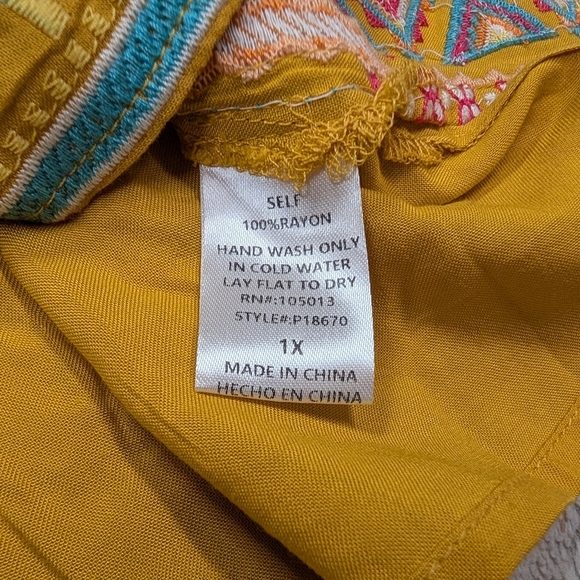 SELF
100%RAYON
HAND WASH ONLY
IN COLD WATER
LAY FLAT TO DRY
RN#:105013
STYLE#:P18670
1X
MADE IN CHINA
HECHO EN CHINA